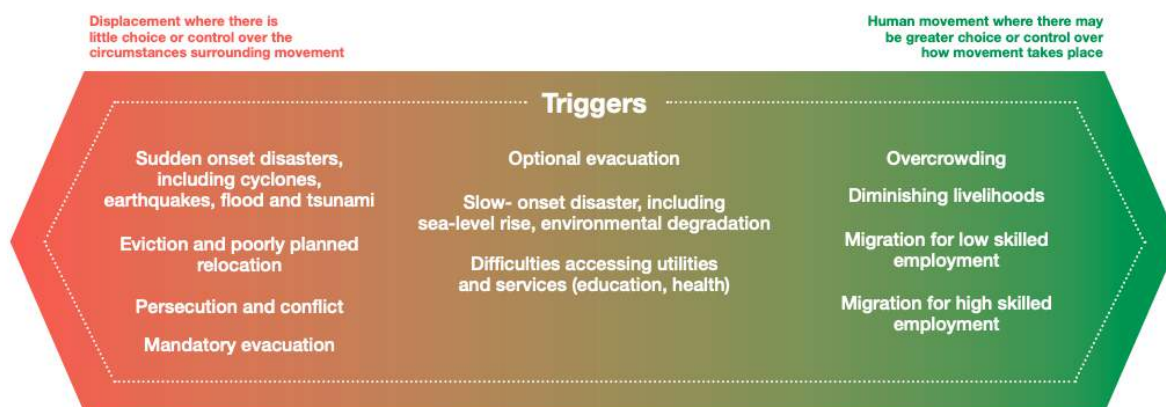 Displacement where there is
little choice or control over the
circumstances surrounding movement
Human movement where there may
be greater choice or control over
how movement takes place
Triggers
Sudden onset disasters,
including cyclones,
earthquakes, flood and tsunami
Eviction and poorly planned
relocation
Persecution and conflict
Mandatory evacuation
Optional evacuation
Slow- onset disaster, including
sea-level rise, environmental degradation
Difficulties accessing utilities
and services (education, health)
Overcrowding
Diminishing livelihoods
Migration for low skilled
employment
Migration for high skilled
employment